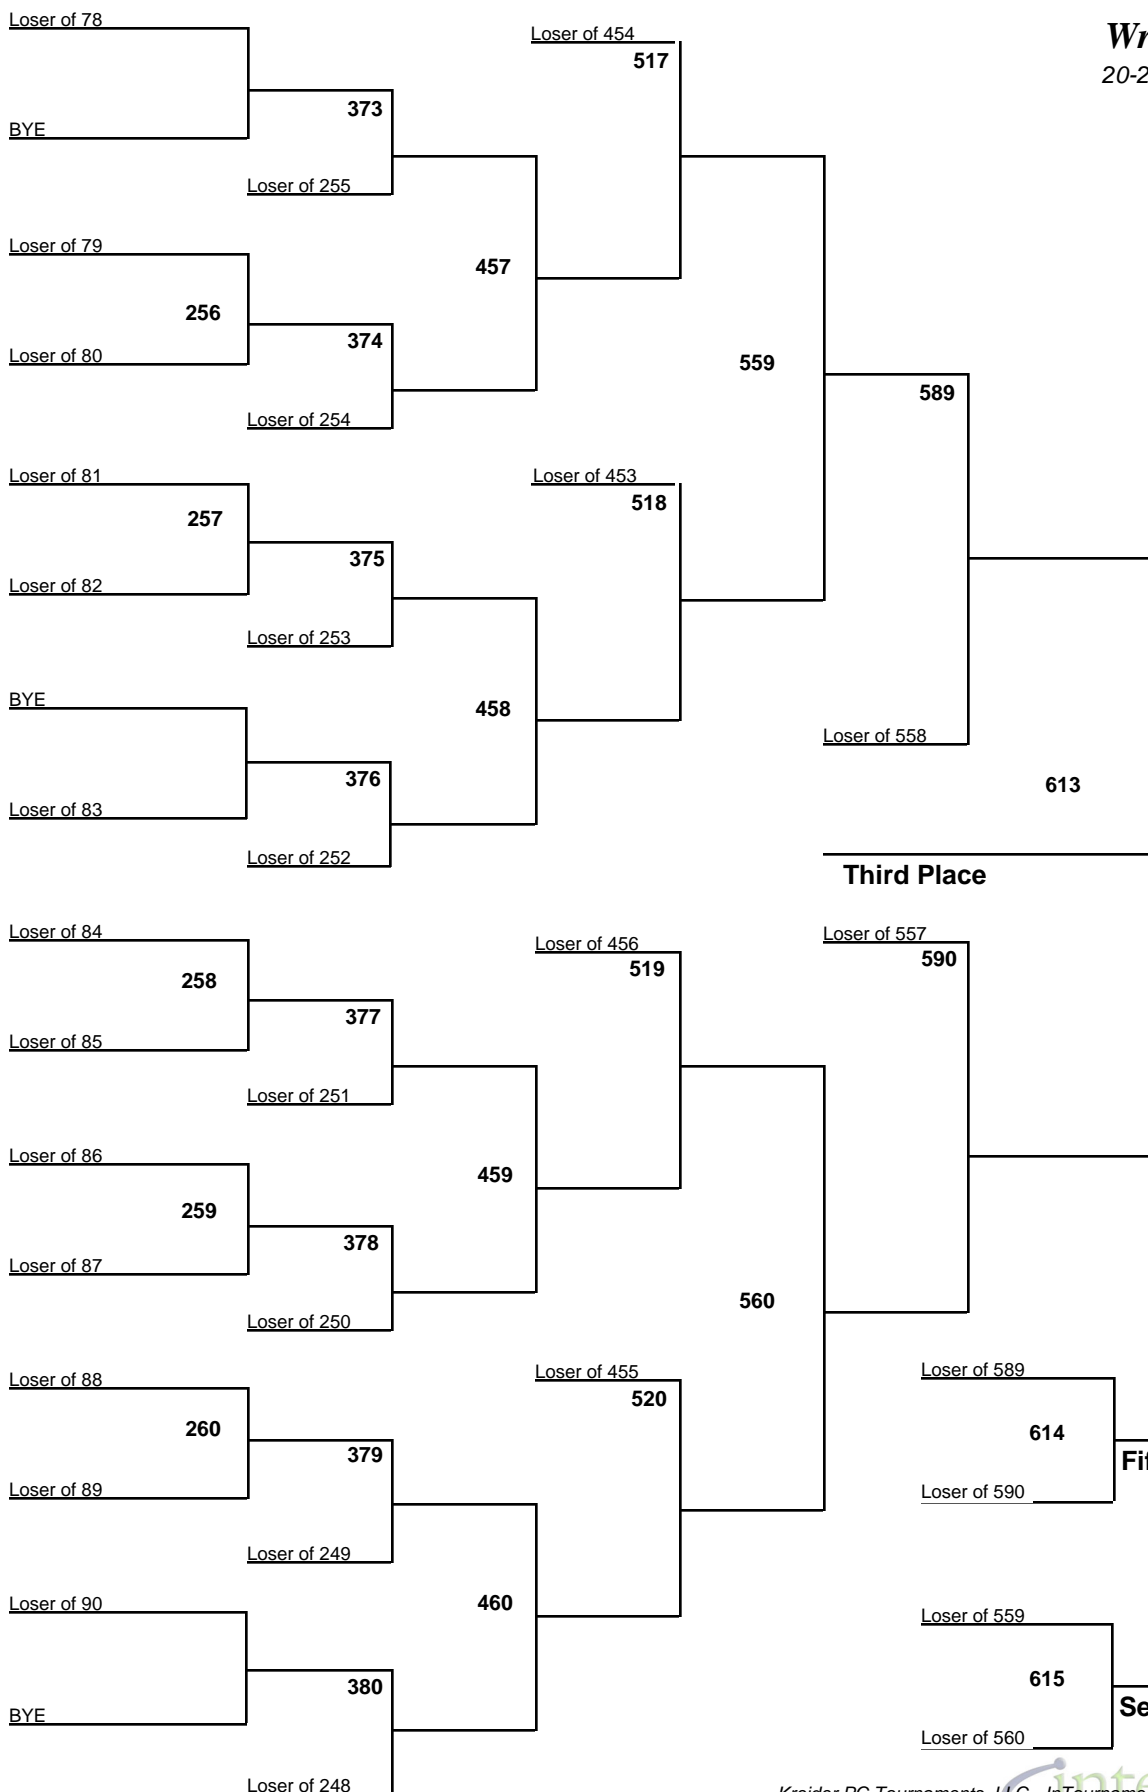 Loser of 78
Loser of 454
517
373
BYE
Loser of 255
Loser of 79
457
256
374
Loser of 80
559
589
Loser of 254
Loser of 81
Loser of 453
518
257
375
Loser of 82
Loser of 253
BYE
458
Loser of 558
376
613
Loser of 83
Loser of 252
Third Place
Loser of 84
Loser of 456
Loser of 557
519
590
258
377
Loser of 85
Loser of 251
Loser of 86
459
259
378
Loser of 87
560
Loser of 250
Loser of 88
Loser of 455
Loser of 589
520
260
614
379
Loser of 89
Loser of 590
Loser of 249
Loser of 90
460
Loser of 559
615
380
BYE
Loser of 560
Loser of 248